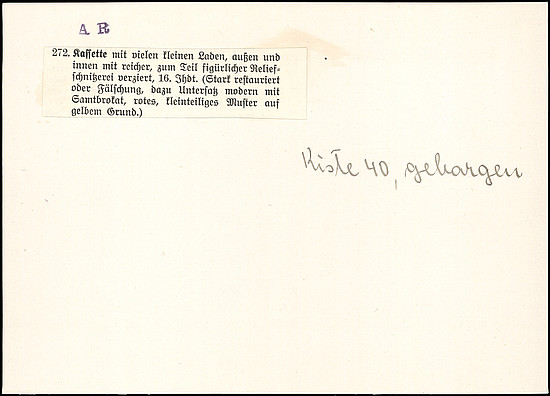 A R
272. Kassette mit vielen kleinen Laden, außen und
innen mit reicher, zum Teil figürlicher Relief-
schnitzerei verziert, 16. Jhdt. (Stark restauriert
oder Fälschung, dazu Untersatz modern mit
Samtbrokat, rotes, kleinteiliges Muster auf
gelbem Grund.)
Kiste 40, geborgen